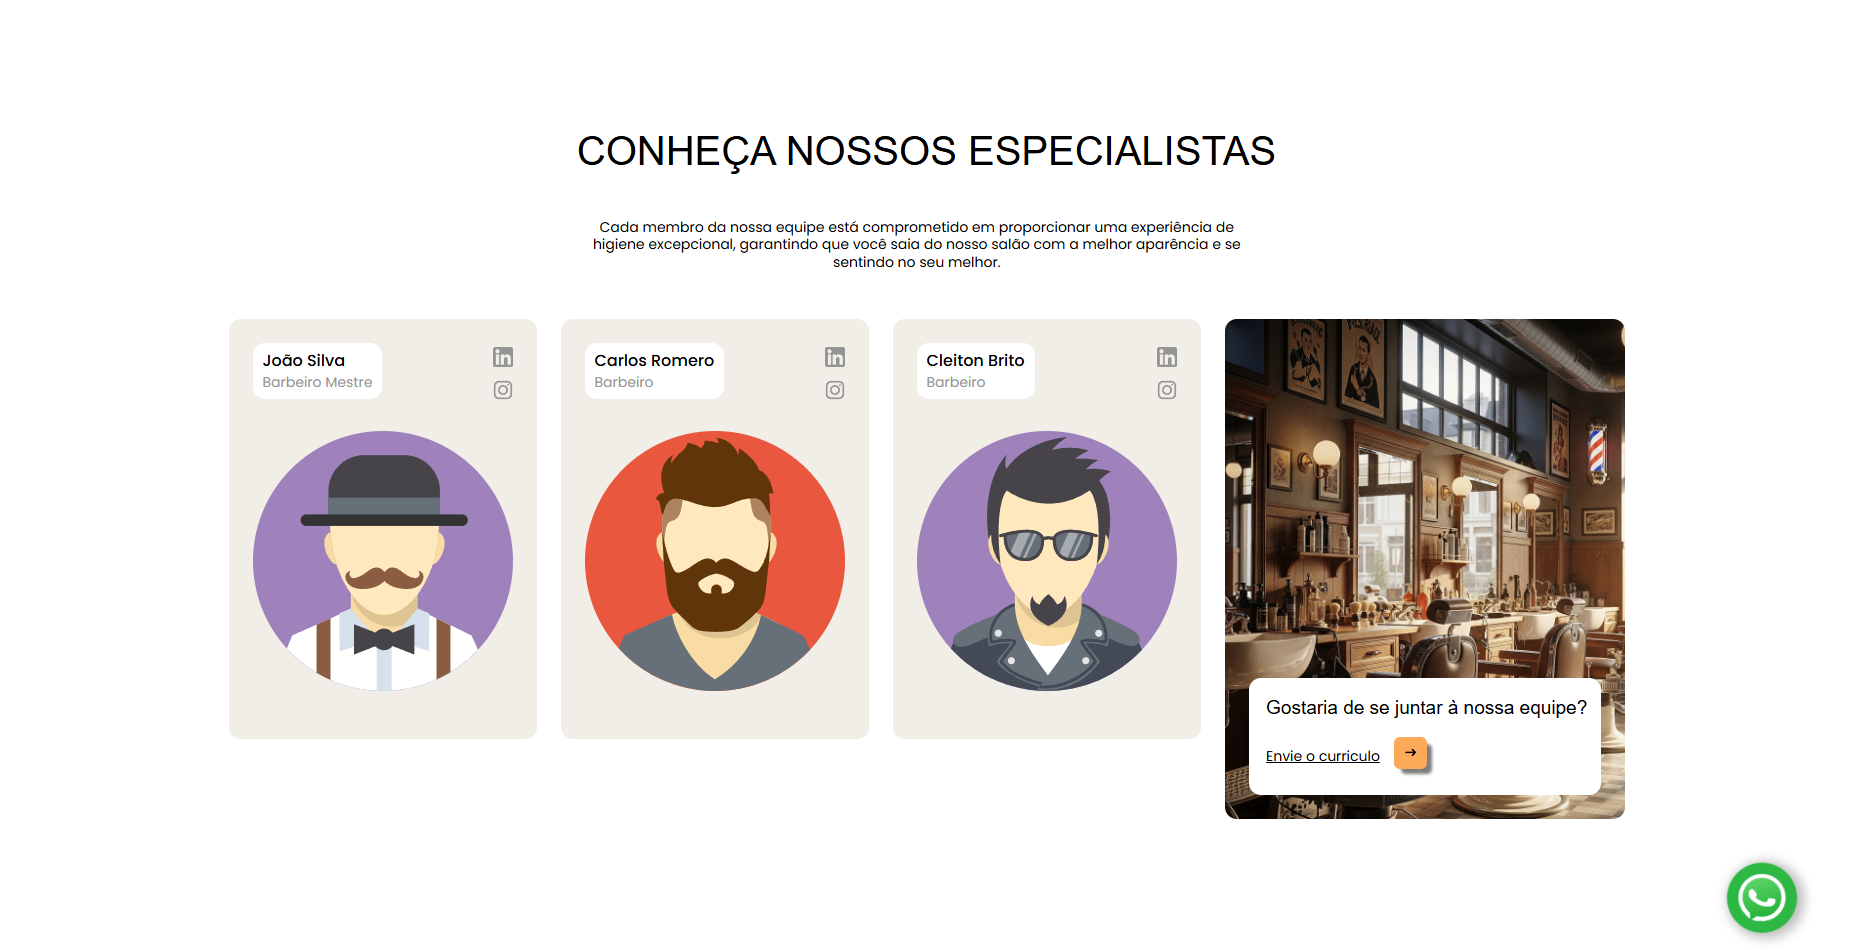 CONHEÇA NOSSOS ESPECIALISTAS
Cada membro da nossa equipe está comprometido em proporcionar uma experiência de
higiene excepcional, garantindo que você saia do nosso salão com a melhor aparência e se
sentindo no seu melhor.
João Silva
Barbeiro Mestre
Carlos Romero
Barbeiro
Cleiton Brito
Barbeiro
Gostaria de se juntar à nossa equipe?
Envie o curriculo